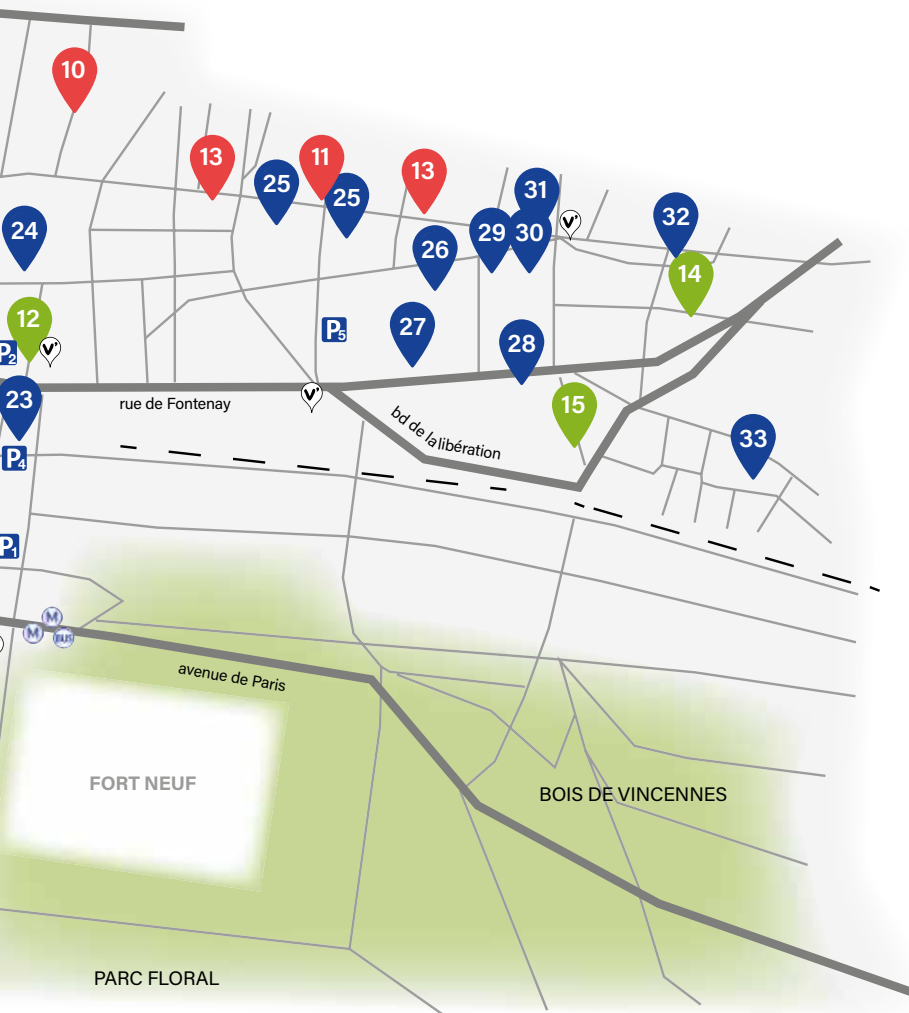 10
13
11
13
25
25
31
24
29
30
32
26
14
12
V'
27
P5
28
P2
V'
V'
23
rue de Fontenay
15
bd de la libération
33
P4
P1
M
M
BUS
avenue de Paris
FORT NEUF
BOIS DE VINCENNES
PARC FLORAL